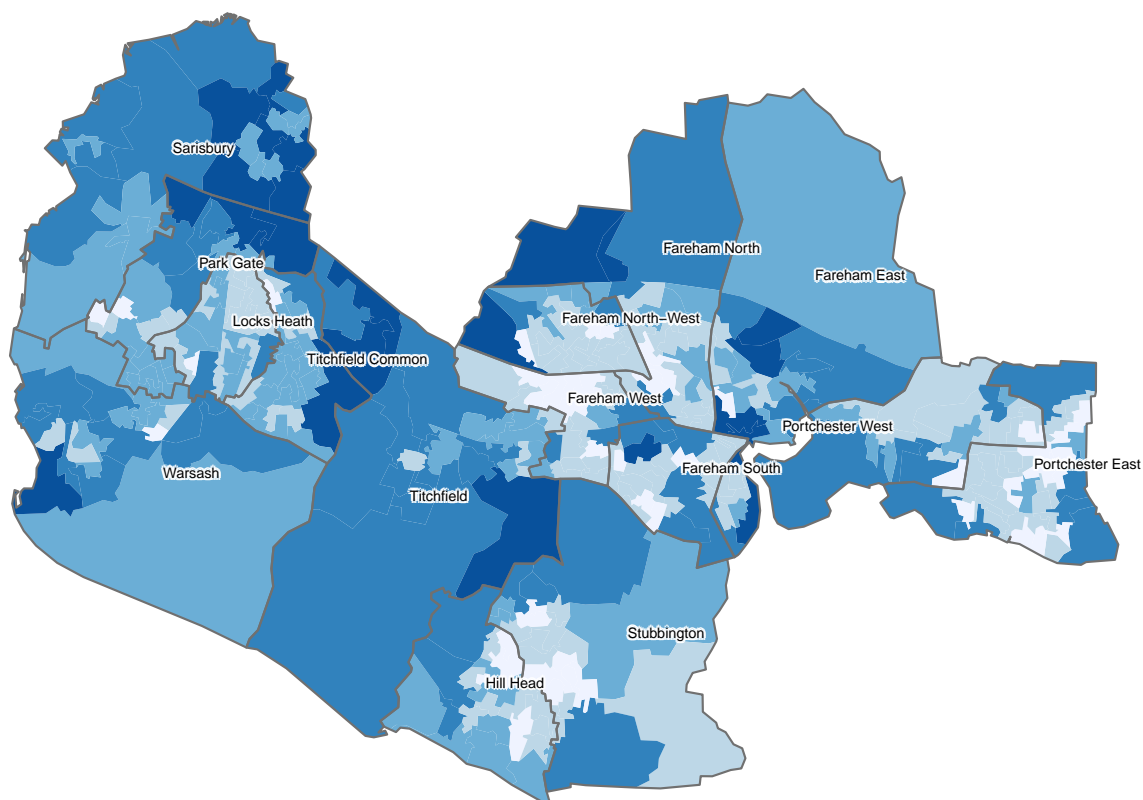 Sarisbury
Fareham North
Park Gate
Fareham East
Fareham North–West
Locks Heath
Titchfield Common
Fareham West
Portchester West
Portchester East
Fareham South
Warsash
Titchfield
Stubbington
Hill Head